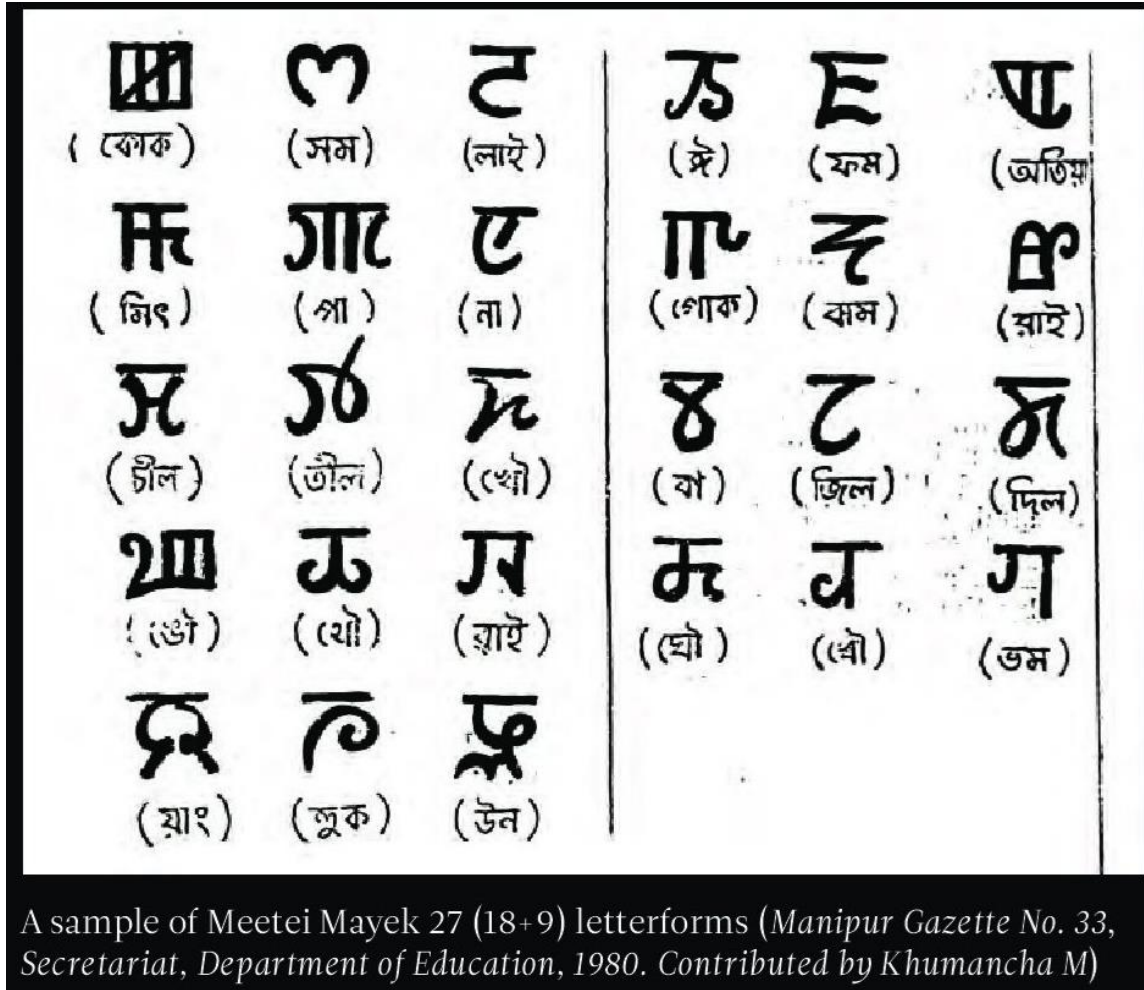 ꯀ ꯁ ꯂ
(কোক) (সম) (লাই)
ꯃ ꯄ ꯅ
(মিৎ) (পা) (না)
ꯆ ꯇ ꯈ
(চীল) (তীল) (খৌ)
ꯉ ꯊ ꯋ
(ঙৌ) (থৌ) (ৱাই)
ꯌ ꯍ ꯎ
(য়াং) (হুক) (উন)
ꯏ ꯐ ꯑ
(ঈ) (ফম) (অতিয়া
ꯒ ꯓ ꯔ
(গোক) (ঝম) (রাই)
ꯕ ꯖ ꯗ
(বা) (জিল) (দিল)
ꯘ ꯙ ꯚ
(ঘৌ) (ধৌ) (ভম)
A sample of Meetei Mayek 27 (18+9) letterforms (Manipur Gazette No. 33,
Secretariat, Department of Education, 1980. Contributed by Khumancha M)